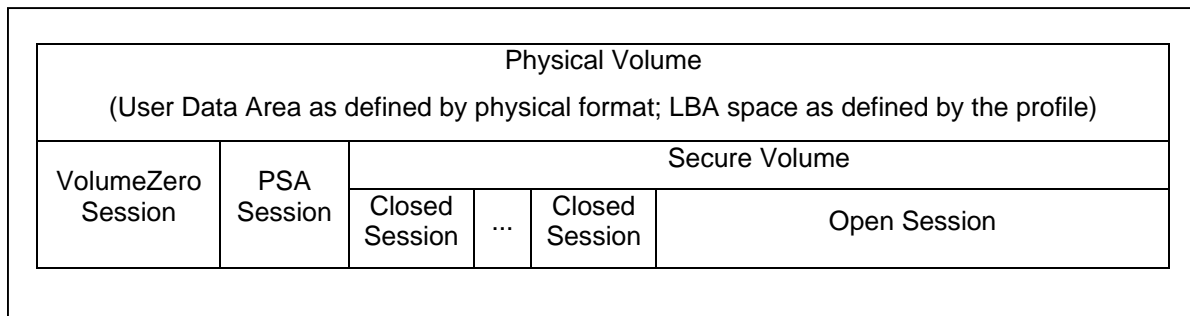 Physical Volume
(User Data Area as defined by physical format; LBA space as defined by the profile)
VolumeZero
Session
PSA
Session
Secure Volume
Closed
Session
...
Closed
Session
Open Session